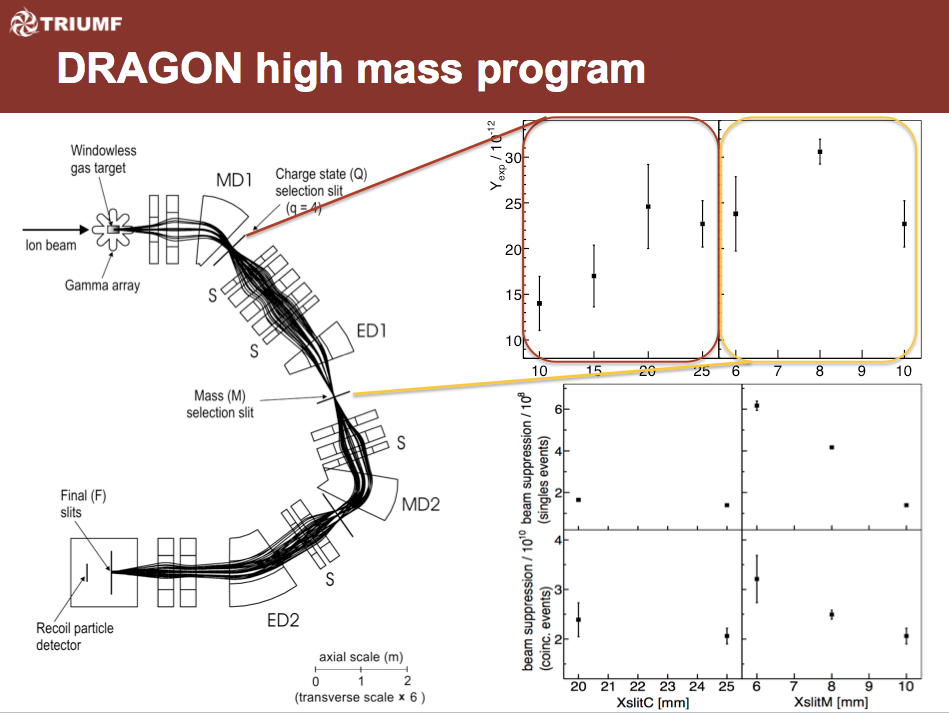 TRIUMF
DRAGON high mass program
Windowless
gas target
MD1
Charge state (Q)
selection slit
(q = 4)
Ion beam
Gamma array
S
S
ED1
Mass (M)
selection slit
S
MD2
Final (F)
slits
S
ED2
Recoil particle
detector
axial scale (m)
0 1 2
(transverse scale x 6 )
Y exp / 10 -12
30
25
20
15
10
10 15 20 25 6 7 8 9 10
beam suppression / 10 8
(singles events)
6
4
2
beam suppression / 10 10
(coinc. events)
4
3
2
20 21 22 23 24 25 6 7 8 9 10
XslitC [mm] XslitM [mm]